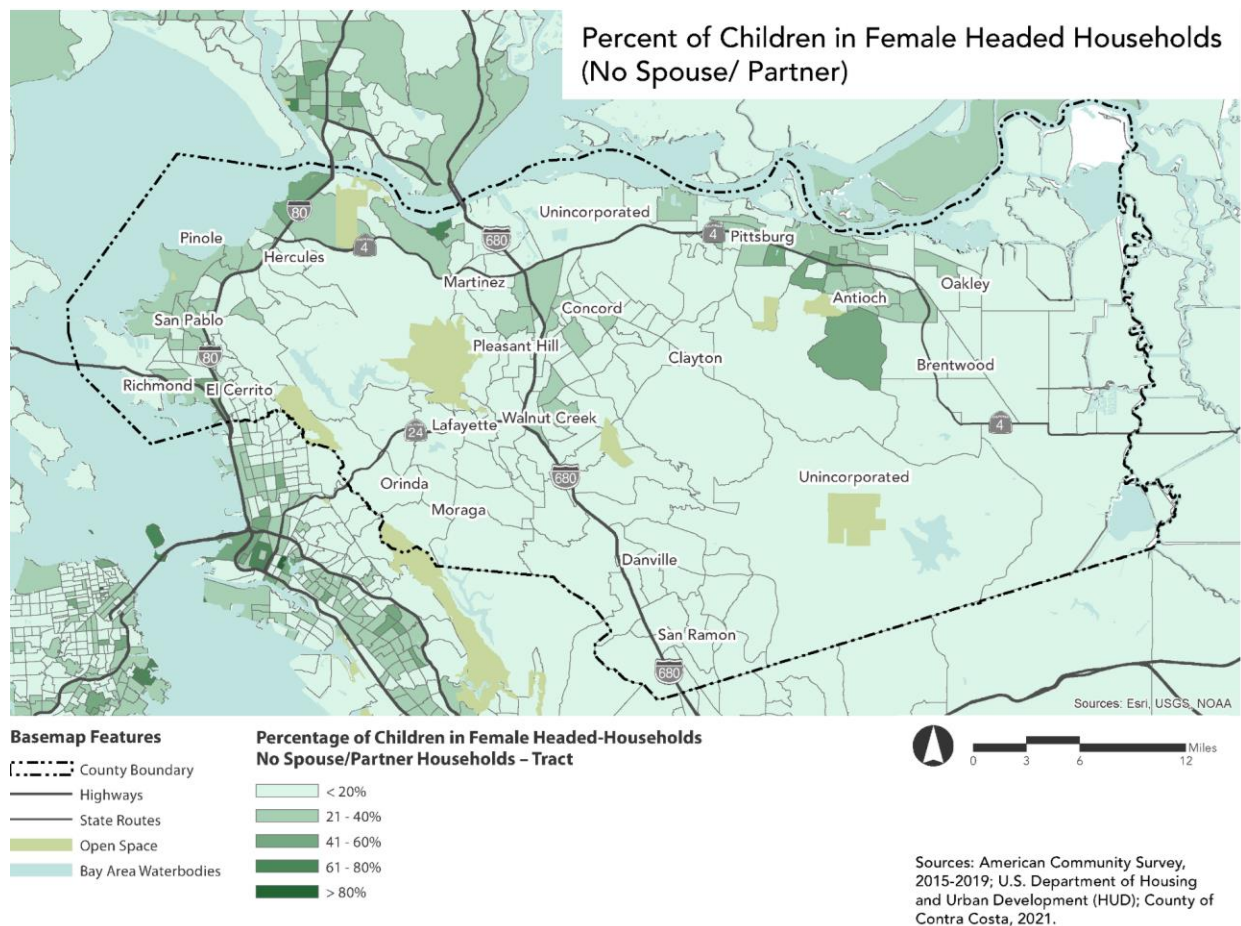 Percent of Children in Female Headed Households
(No Spouse/ Partner)
Unincorporated
80
Pinole
680
4
Pittsburg
Hercules
4
Martinez
Oakley
Antioch
Concord
San Pablo
Pleasant Hill
80
Clayton
Brentwood
Richmond
El Cerrito
Walnut Creek
Lafayette
24
4
680
Unincorporated
Orinda
Moraga
Danville
San Ramon
680
Sources: Esri, USGS, NOAA
Basemap Features
County Boundary
Highways
State Routes
Open Space
Bay Area Waterbodies
Percentage of Children in Female Headed-Households
No Spouse/Partner Households – Tract
< 20%
21 - 40%
41 - 60%
61 - 80%
> 80%
Miles
0 3 6 12
Sources: American Community Survey,
2015-2019; U.S. Department of Housing
and Urban Development (HUD); County of
Contra Costa, 2021.